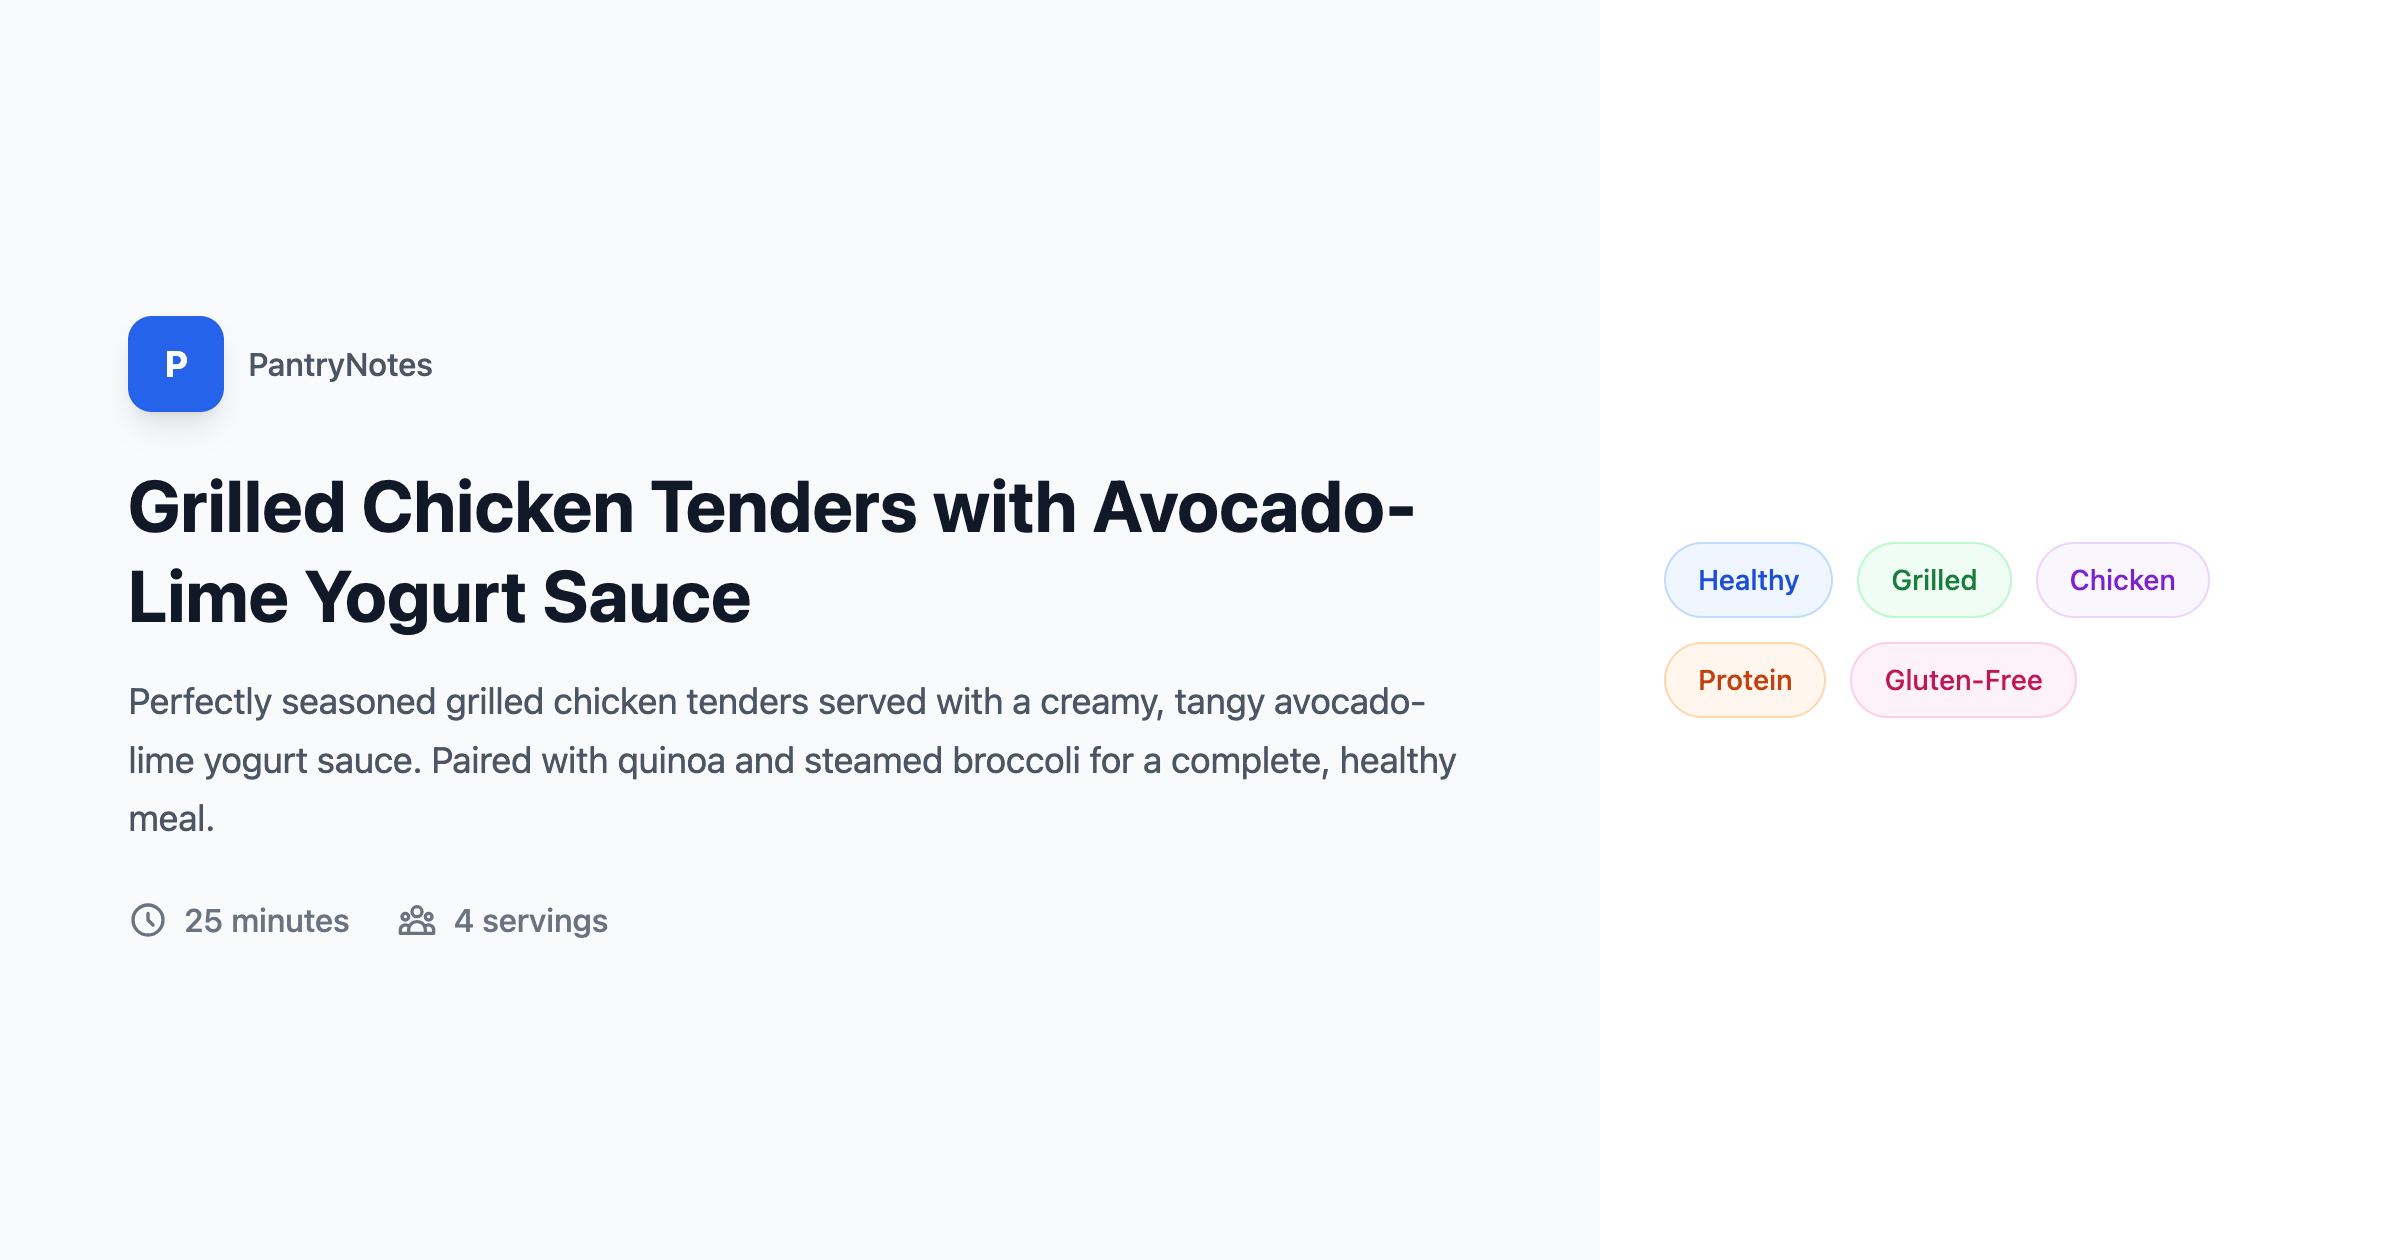 P
PantryNotes
Grilled Chicken Tenders with Avocado-
Lime Yogurt Sauce
Perfectly seasoned grilled chicken tenders served with a creamy, tangy avocado-
lime yogurt sauce. Paired with quinoa and steamed broccoli for a complete, healthy
meal.
25 minutes
4 servings
Healthy
Grilled
Chicken
Protein
Gluten-Free